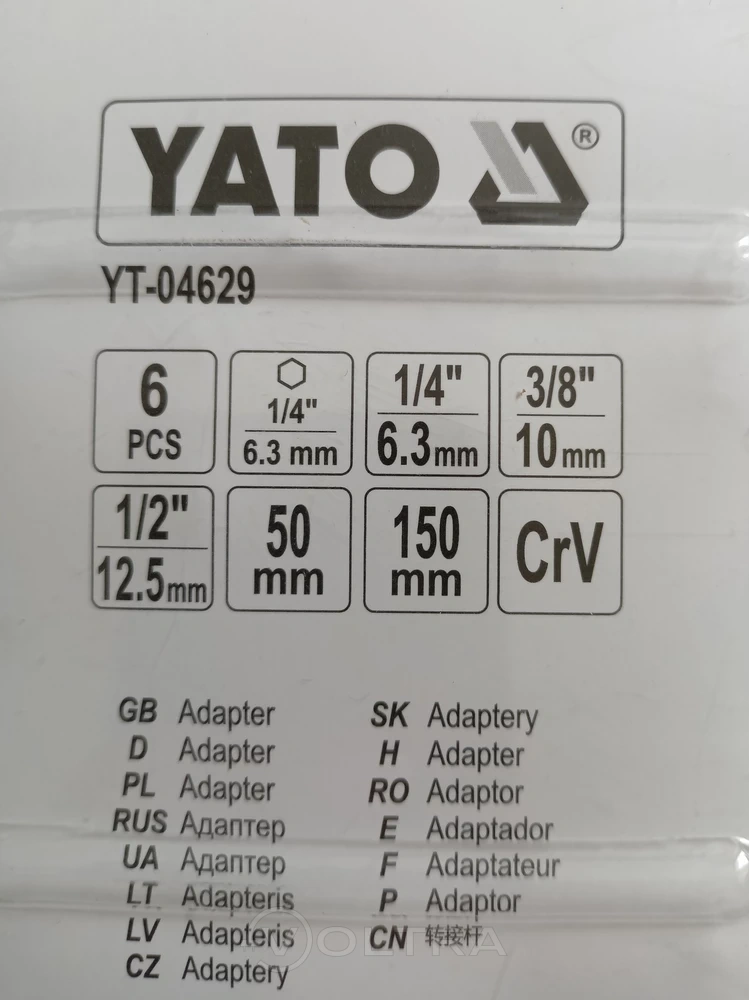 YATO ®
YT-04629
6
PCS
1/4"
6.3 mm
1/4"
6.3mm
3/8"
10mm
1/2"
12.5mm
50
mm
150
mm
CrV
GB Adapter
D Adapter
PL Adapter
RUS Адаптер
UA Адаптер
LT Adapteris
LV Adapteris
CZ Adaptery
SK Adaptery
H Adapter
RO Adaptor
E Adaptador
F Adaptateur
P Adaptor
CN 转接杆
VOLTRA